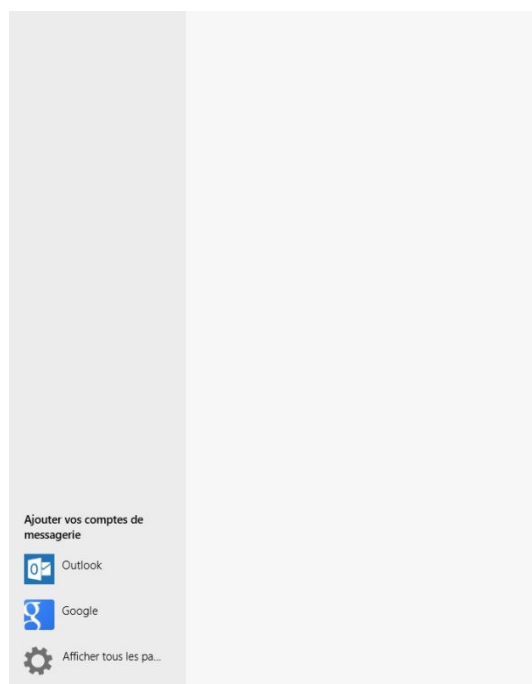 Ajouter vos comptes de
messagerie
Outlook
Google
Afficher tous les pa...